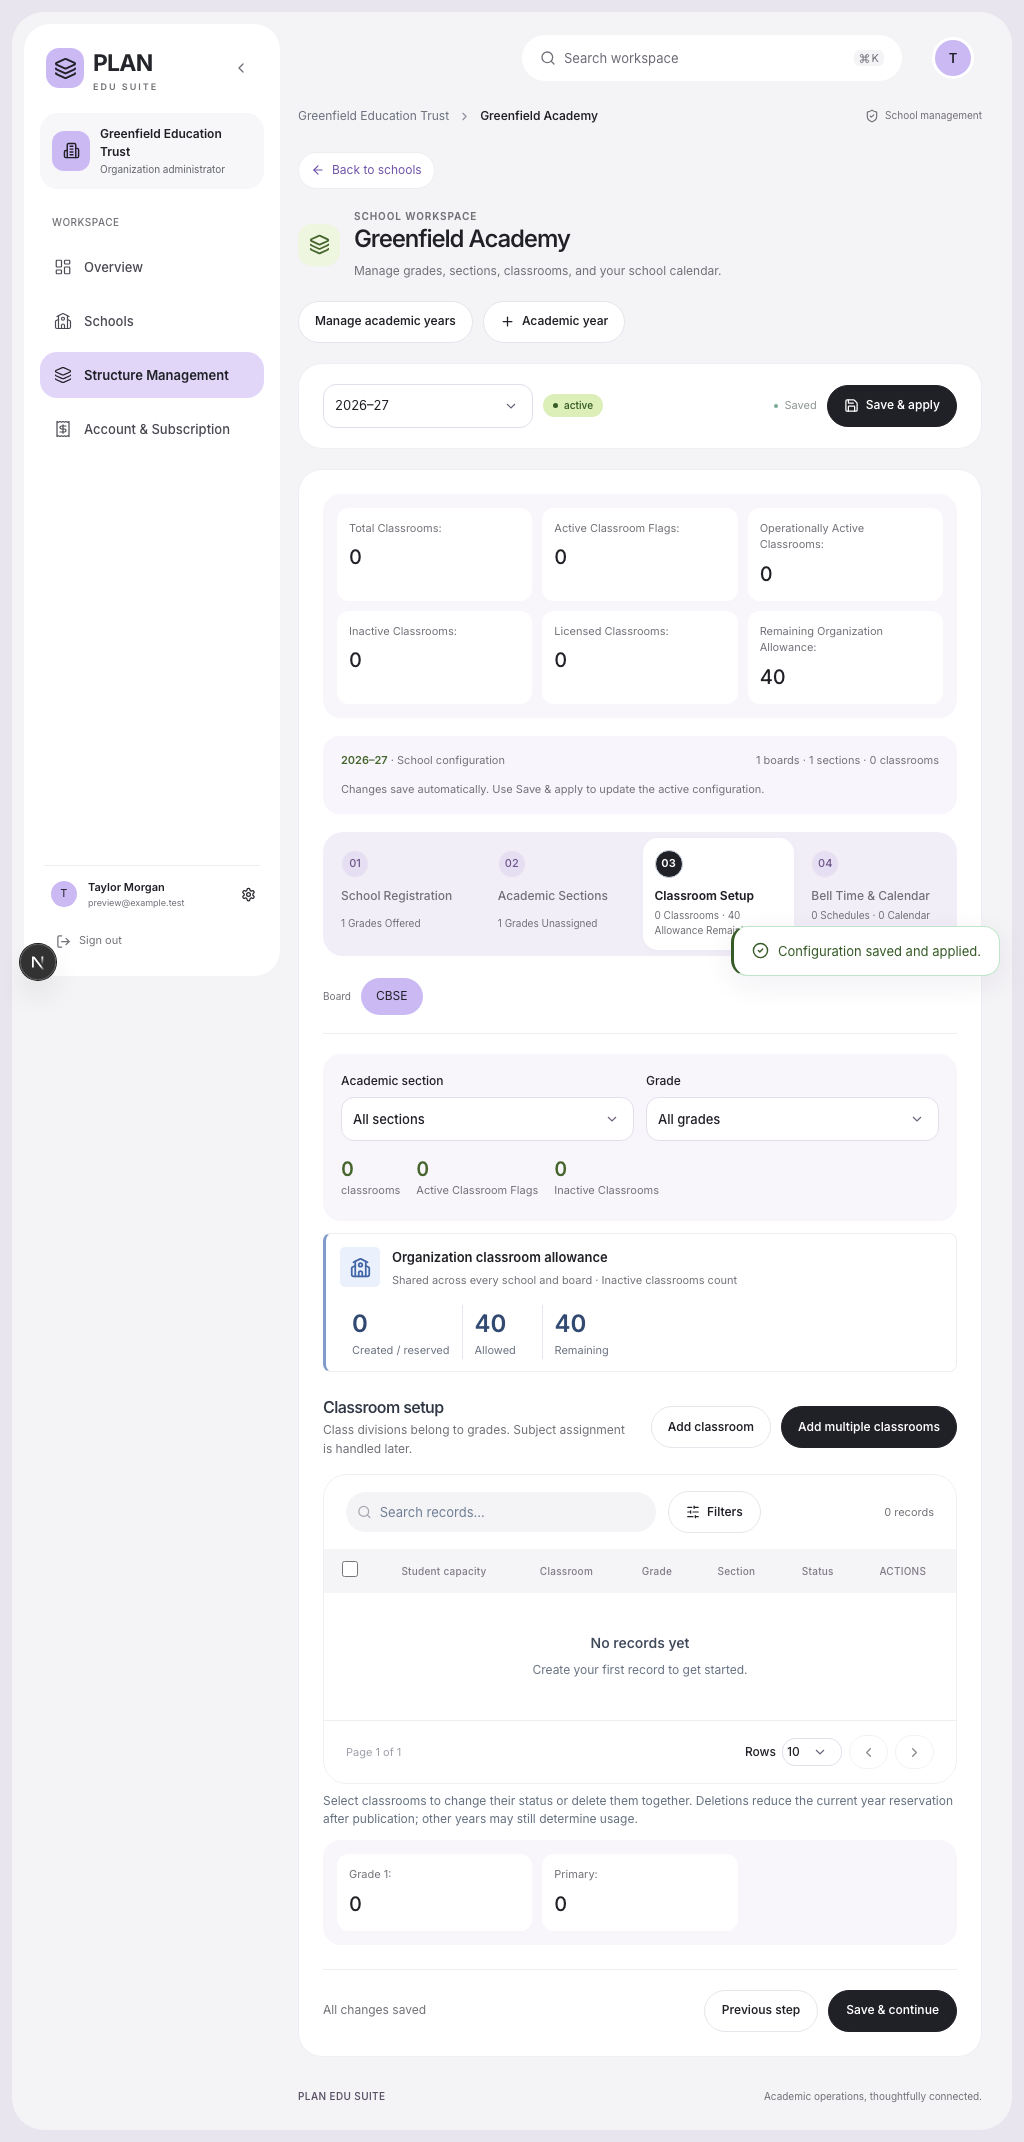 PLAN
EDU SUITE
Greenfield Education
Trust
Organization administrator
WORKSPACE
Overview
Schools
Structure Management
Account & Subscription
T
Taylor Morgan
preview@example.test
Sign out
N
Search workspace
⌘K
T
Greenfield Education Trust
Greenfield Academy
School management
Back to schools
SCHOOL WORKSPACE
Greenfield Academy
Manage grades, sections, classrooms, and your school calendar.
Manage academic years
Academic year
2026–27
active
Saved
Save & apply
Total Classrooms:
0
Active Classroom Flags:
0
Operationally Active
Classrooms:
0
Inactive Classrooms:
0
Licensed Classrooms:
0
Remaining Organization
Allowance:
40
2026–27 · School configuration
1 boards · 1 sections · 0 classrooms
Changes save automatically. Use Save & apply to update the active configuration.
01
School Registration
1 Grades Offered
02
Academic Sections
1 Grades Unassigned
03
Classroom Setup
0 Classrooms · 40
Allowance
04
Bell Time & Calendar
0 Schedules · 0 Calendar
Configuration saved and applied.
Board
CBSE
Academic section
All sections
Grade
All grades
0
classrooms
0
Active Classroom Flags
0
Inactive Classrooms
Organization classroom allowance
Shared across every school and board · Inactive classrooms count
0
Created / reserved
40
Allowed
40
Remaining
Classroom setup
Class divisions belong to grades. Subject assignment
is handled later.
Add classroom
Add multiple classrooms
Search records...
Filters
0 records
Student capacity
Classroom
Grade
Section
Status
ACTIONS
No records yet
Create your first record to get started.
Page 1 of 1
Rows
10
Select classrooms to change their status or delete them together. Deletions reduce the current year reservation
after publication; other years may still determine usage.
Grade 1:
0
Primary:
0
All changes saved
Previous step
Save & continue
PLAN EDU SUITE
Academic operations, thoughtfully connected.